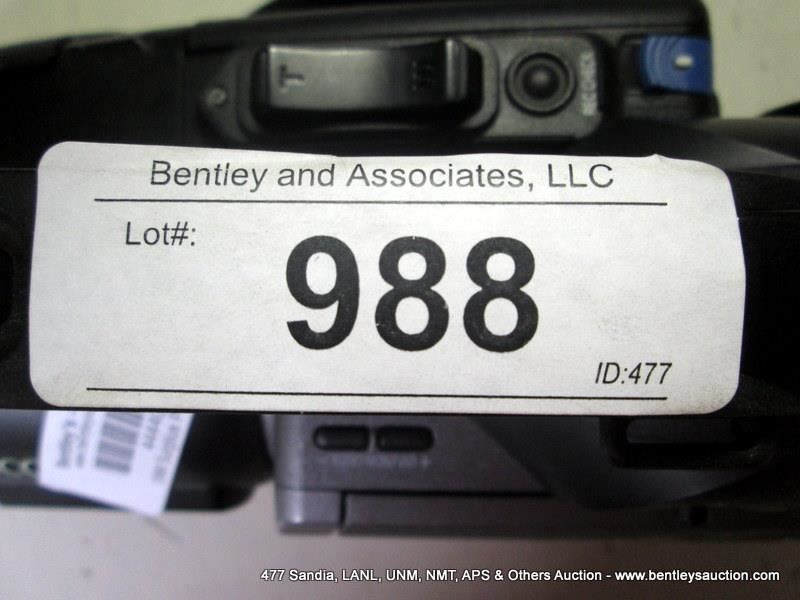 T
Bentley and Associates, LLC
Lot#:
988
ID:477
477 Sandia, LANL, UNM, NMT, APS & Others Auction - www.bentleysauction.com